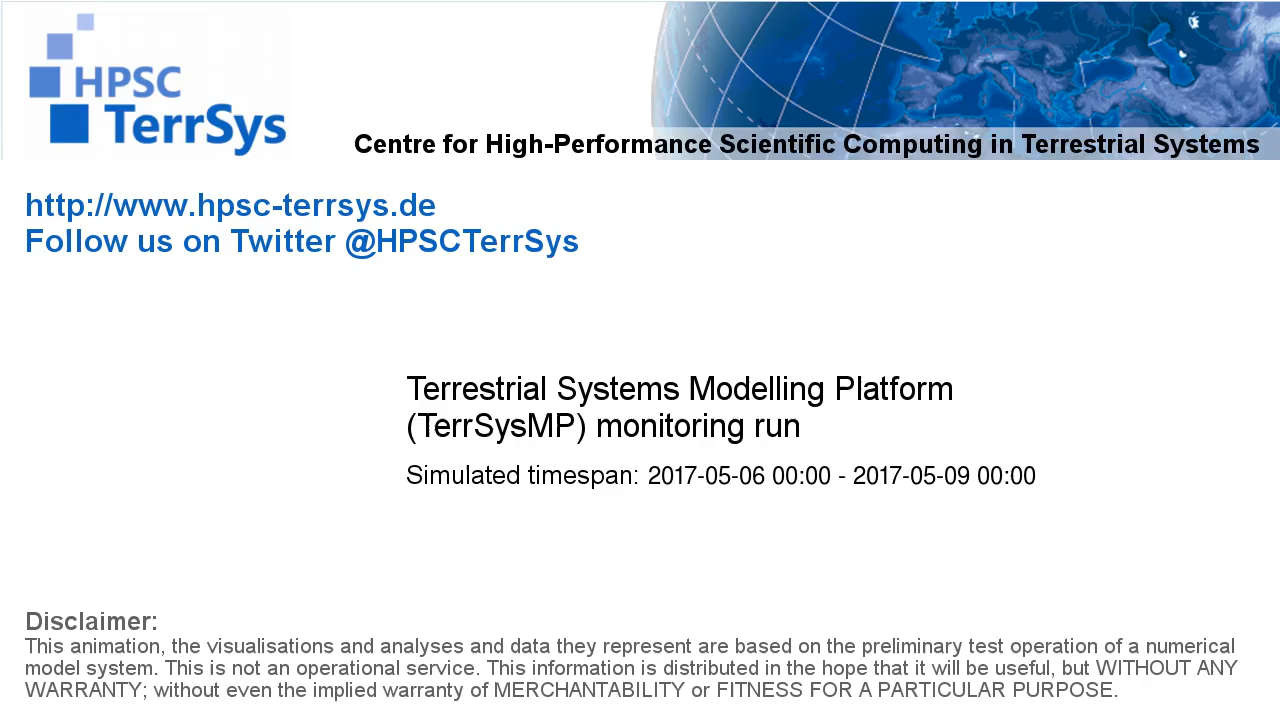 HPSC
TerrSys
Centre for High-Performance Scientific Computing in Terrestrial Systems
http://www.hpsc-terrsys.de
Follow us on Twitter @HPSCTerrSys
Terrestrial Systems Modelling Platform
(TerrSysMP) monitoring run
Simulated timespan: 2017-05-06 00:00 - 2017-05-09 00:00
Disclaimer:
This animation, the visualisations and analyses and data they represent are based on the preliminary test operation of a numerical
model system. This is not an operational service. This information is distributed in the hope that it will be useful, but WITHOUT ANY
WARRANTY; without even the implied warranty of MERCHANTABILITY or FITNESS FOR A PARTICULAR PURPOSE.